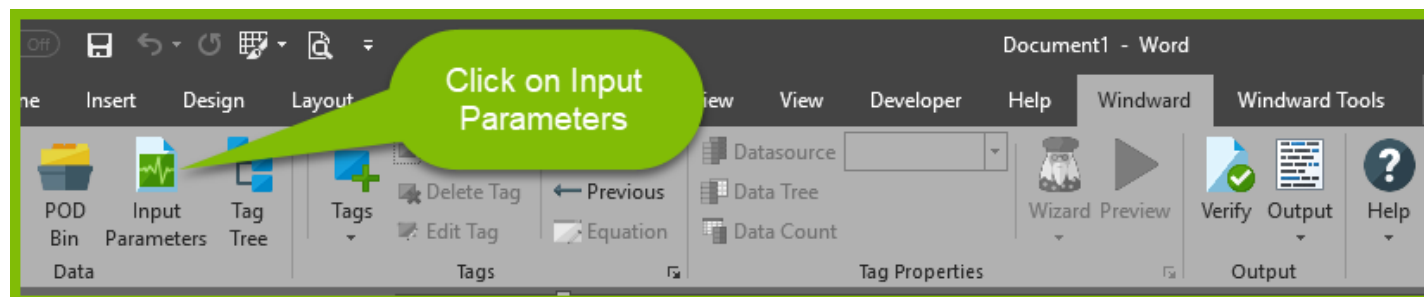 Off
Document1 - Word
Click on Input
Parameters
Insert Design Layout View Developer Help Windward Windward Tools
Datasource
Delete Tag Previous Data Tree
POD Input Tag Tags Wizard Preview Verify Output Help
Bin Parameters Tree Edit Tag Equation Data Count
Data Tags Tag Properties Output